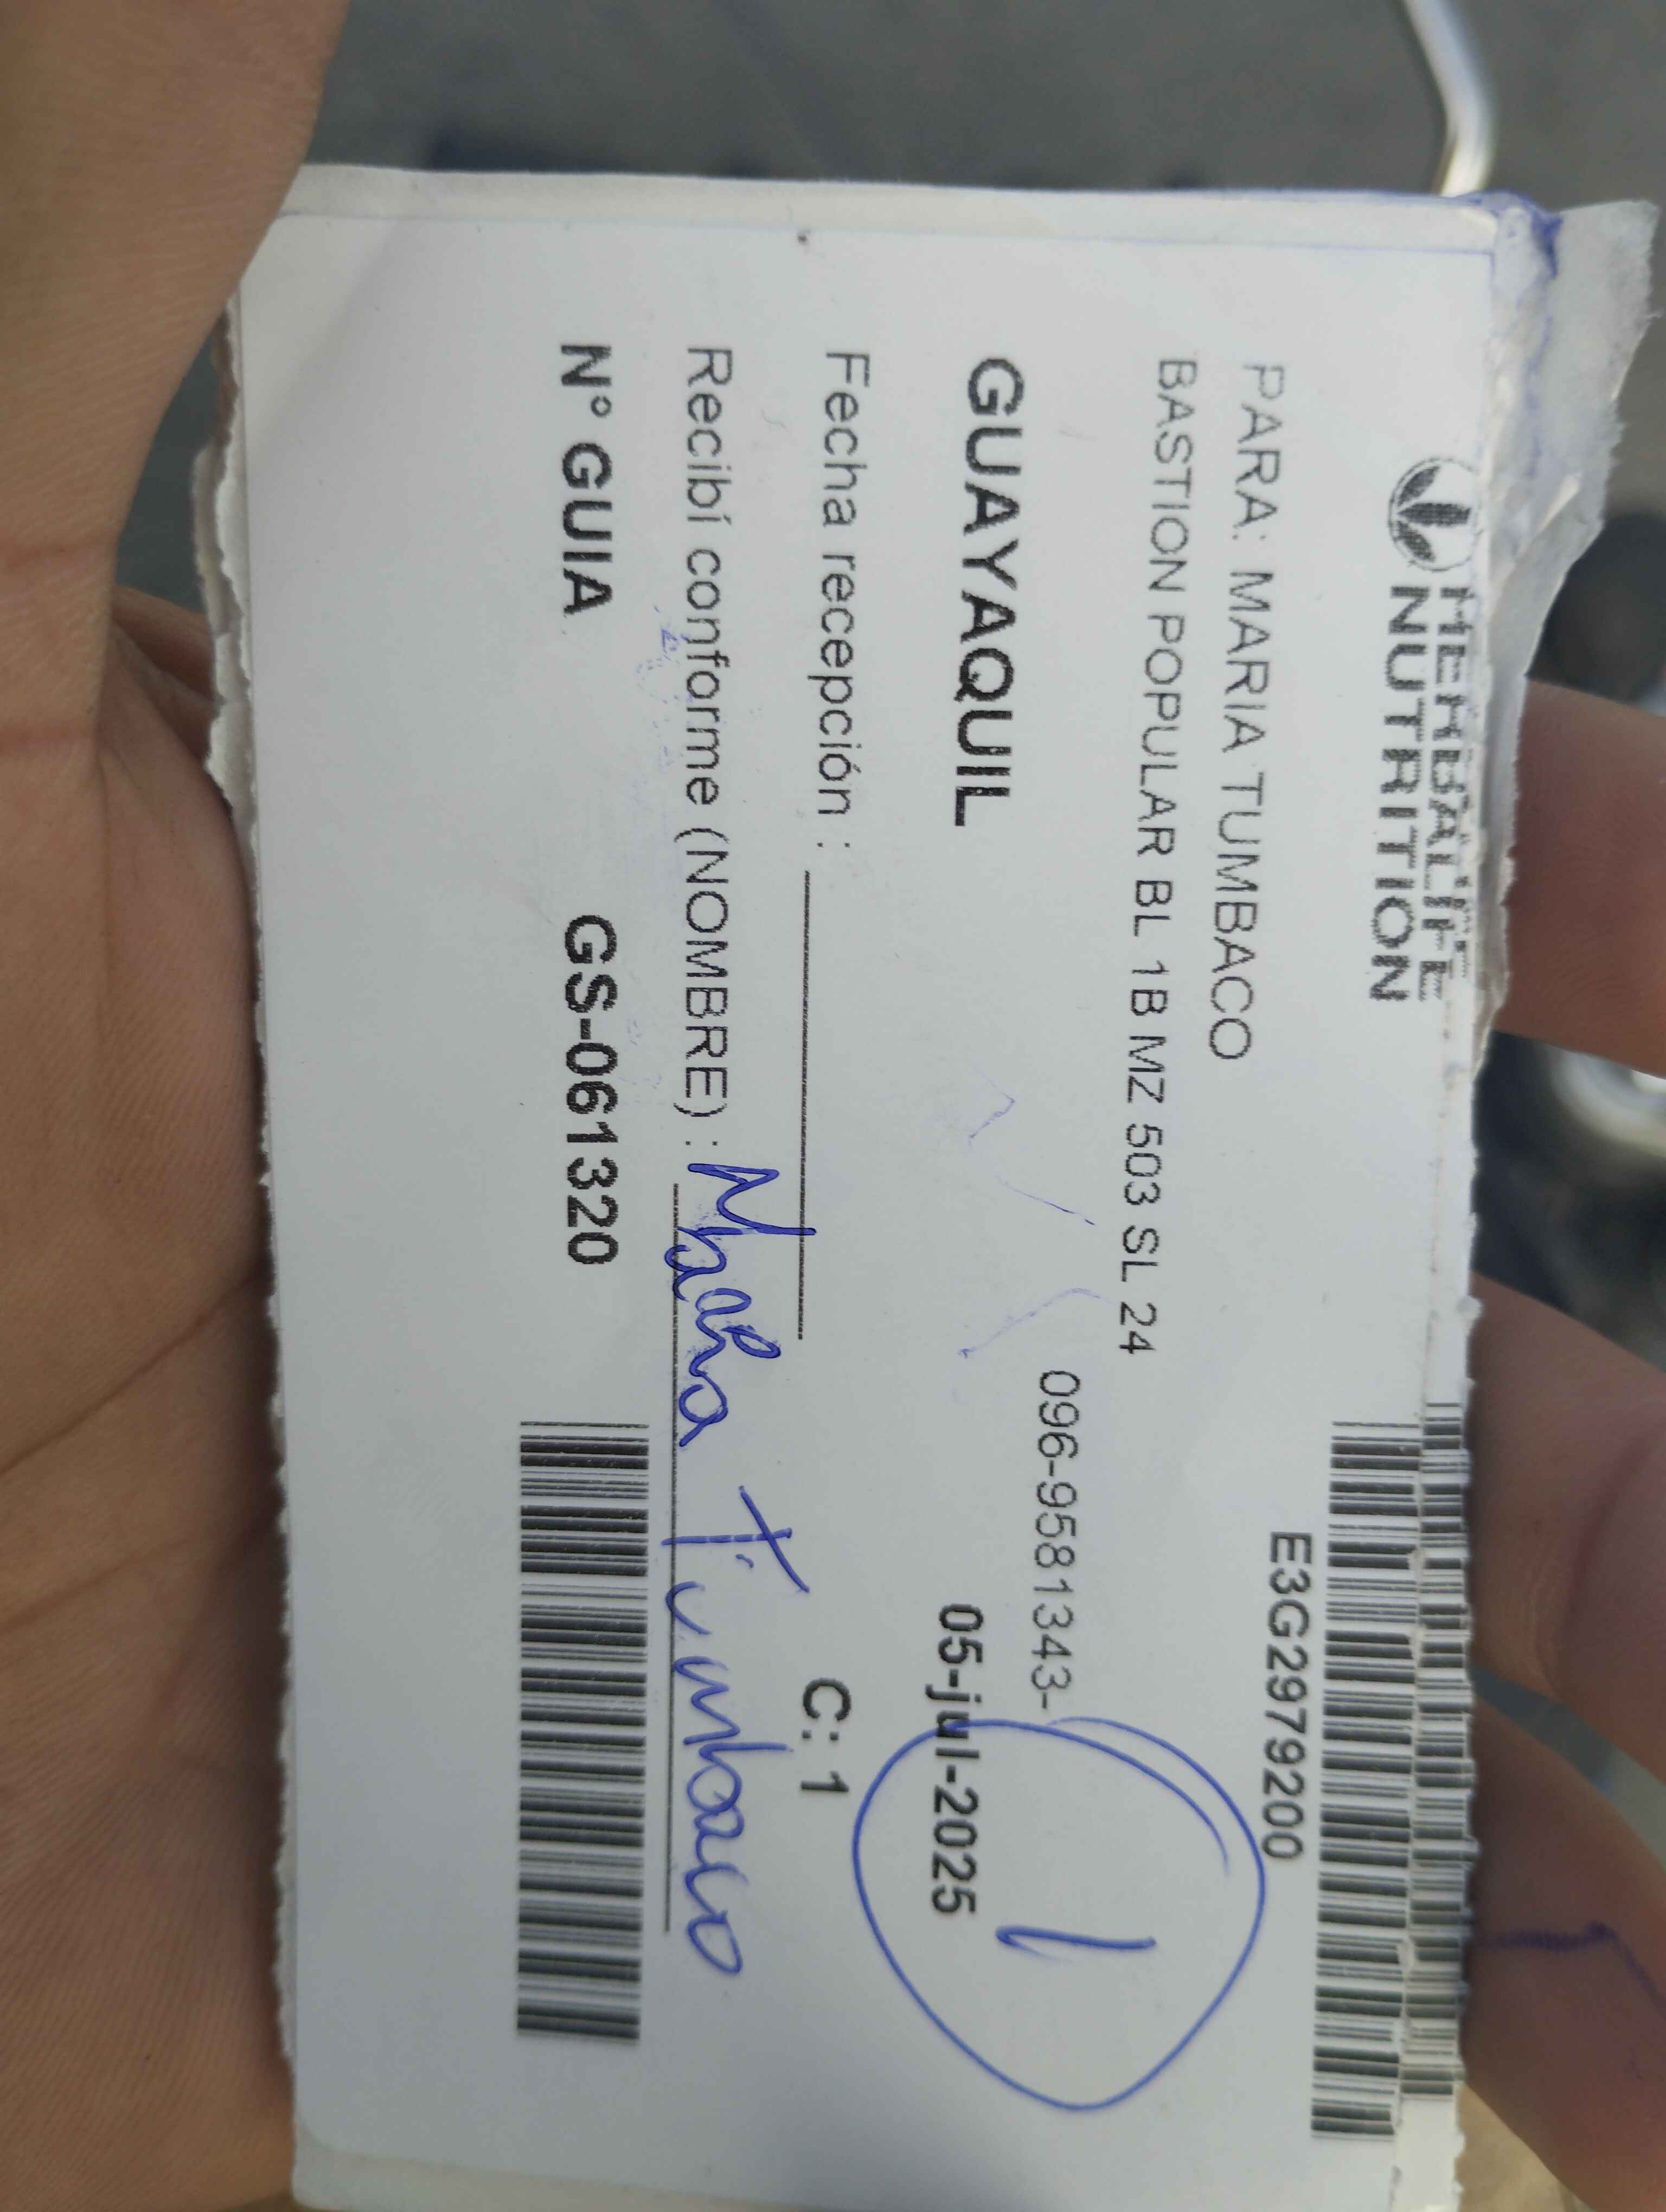 HERBALIFE
NUTRITION
E3G2979200
PARA: MARIA TUMBACO
BASTION POPULAR BL 1B MZ 503 SL 24
096-9581343-
1
GUAYAQUIL
05-jul-2025
Fecha recepción :
C: 1
Recibí conforme (NOMBRE) : Maria Tumbaco
N° GUIA GS-061320